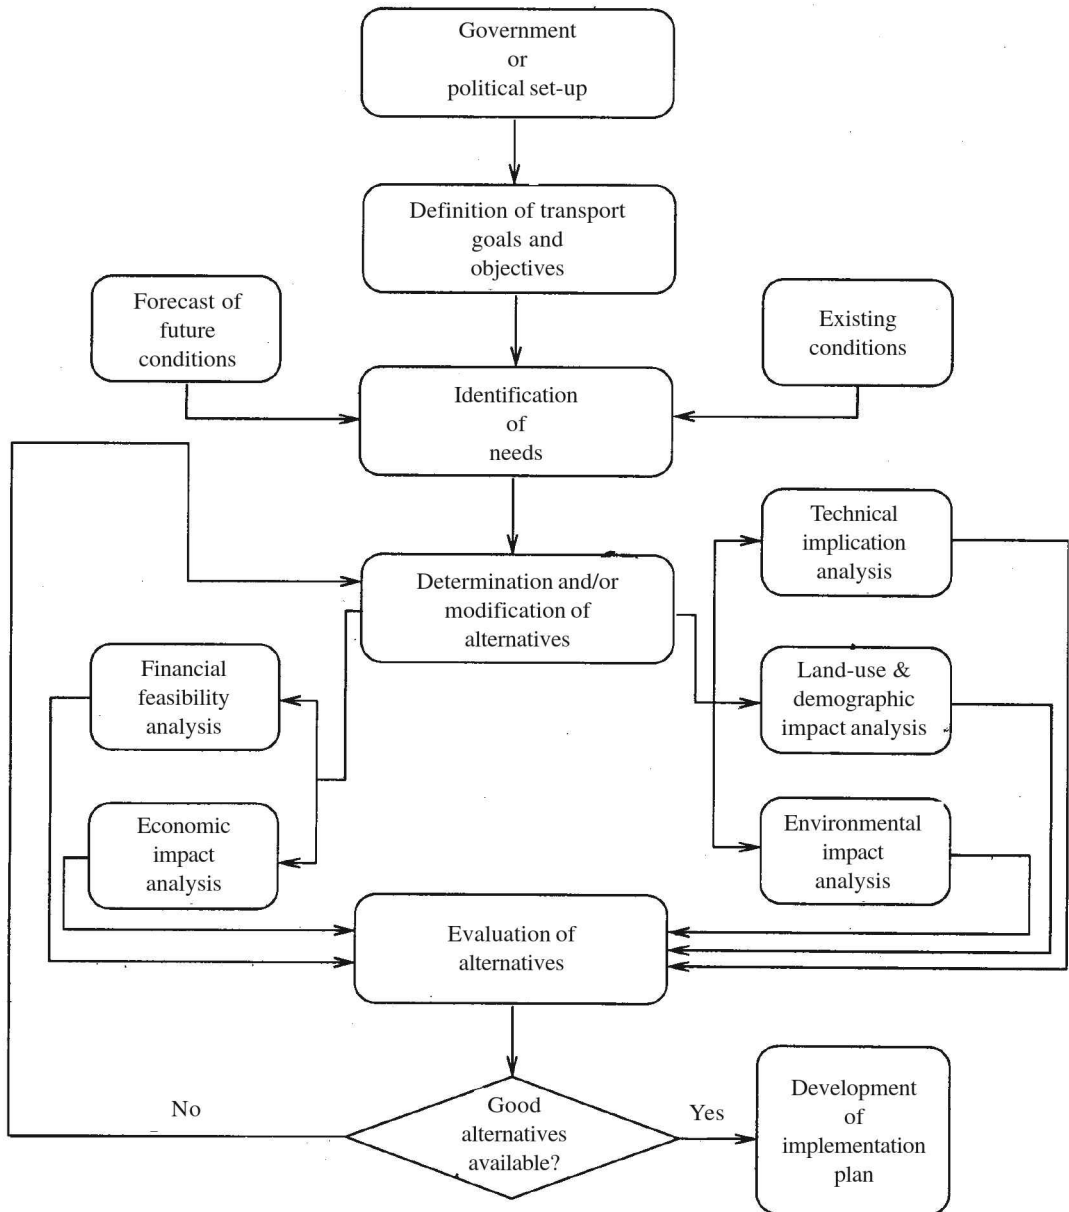 Government
or
political set-up
Definition of transport
goals and
objectives
Forecast of
future
conditions
Existing
conditions
Identification
of
needs
Technical
implication
analysis
Determination and/or
modification of
alternatives
Financial
feasibility
analysis
Land-use &
demographic
impact analysis
Economic
impact
analysis
Environmental
impact
analysis
Evaluation of
alternatives
No
Good
alternatives
available?
Yes
Development
of
implementation
plan